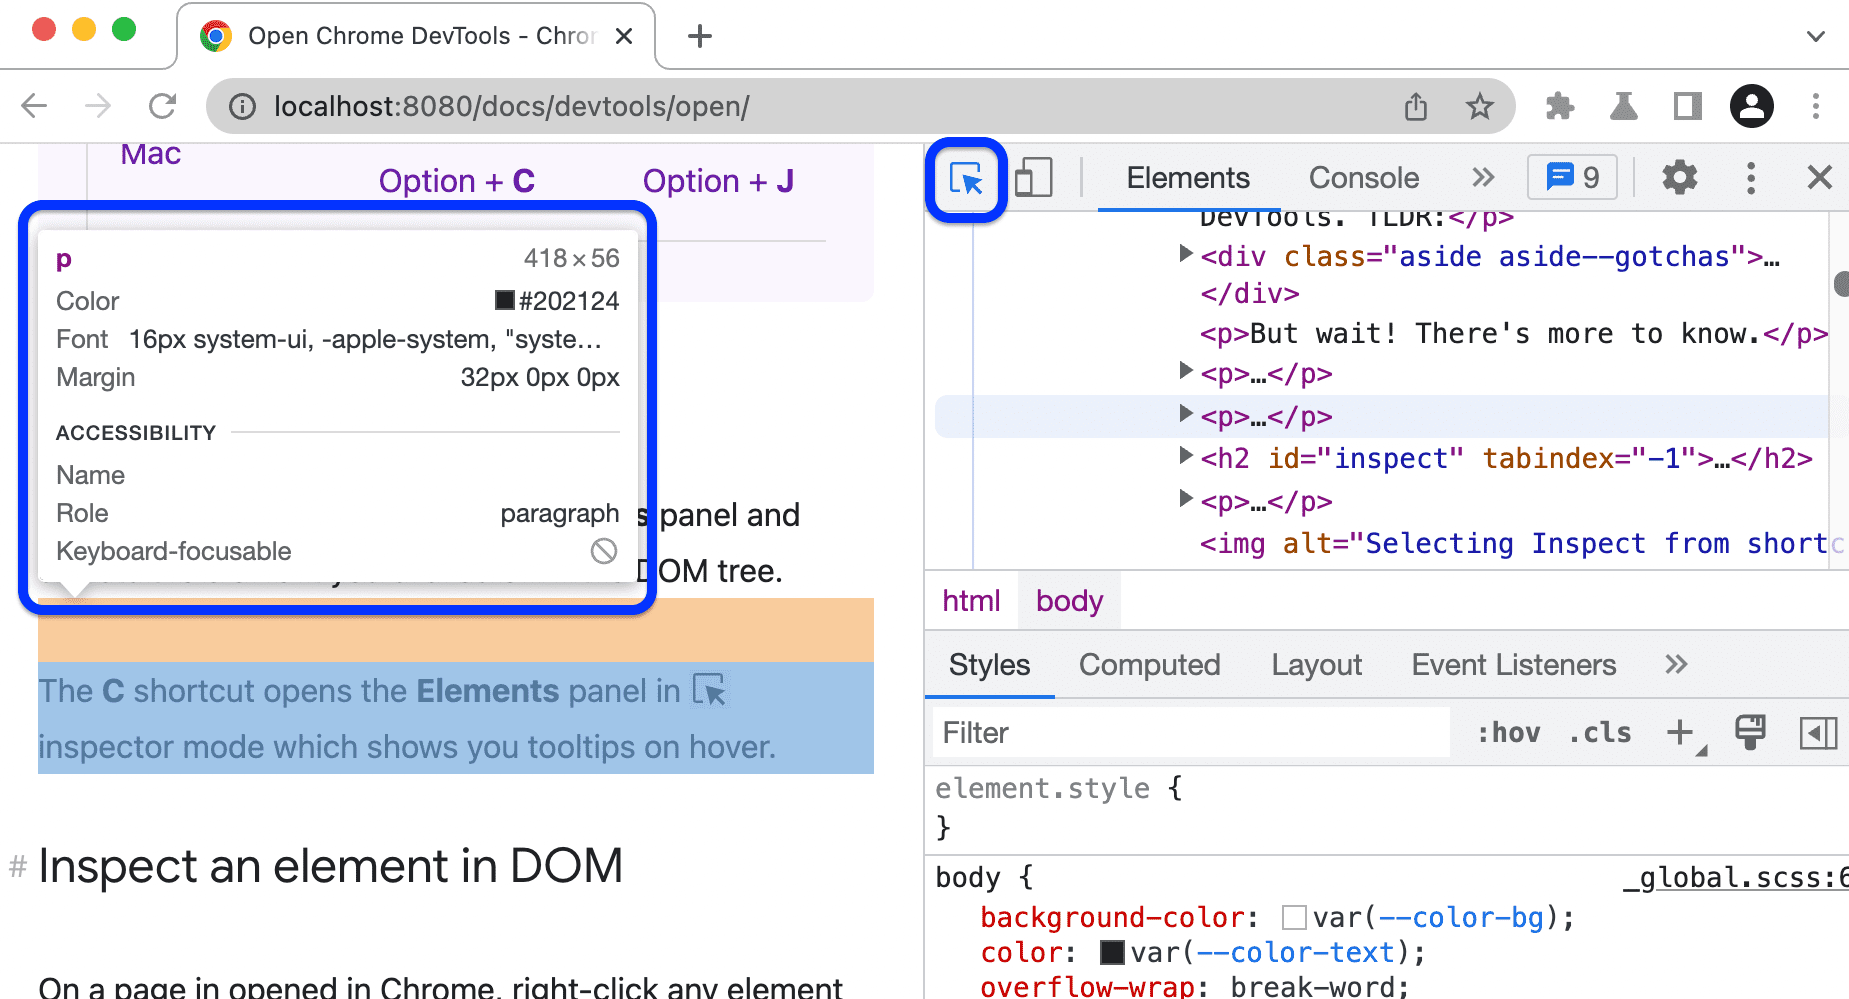 Open Chrome DevTools - Chror
localhost:8080/docs/devtools/open/
Mac
Option + C
Option + J
p
418×56
Color
#202124
Font 16px system-ui, -apple-system, "syste…
Margin
32px 0px 0px
ACCESSIBILITY
Name
Role
paragraph
Keyboard-focusable
s panel and
DOM tree.
The C shortcut opens the Elements panel in
inspector mode which shows you tooltips on hover.
# Inspect an element in DOM
On a page in opened in Chrome, right-click any element
Elements
Console
9
DevTools. TLDR:</p>
<div class="aside aside--gotchas">…
</div>
<p>But wait! There's more to know.</p>
<p>…</p>
<p>…</p>
<h2 id="inspect" tabindex="-1">…</h2>
<p>…</p>
<img alt="Selecting Inspect from shortc
html
body
Styles
Computed
Layout
Event Listeners
Filter
:hov
.cls
element.style {
}
body {
_global.scss:6
background-color: var(--color-bg);
color: var(--color-text);
overflow-wrap: break-word;